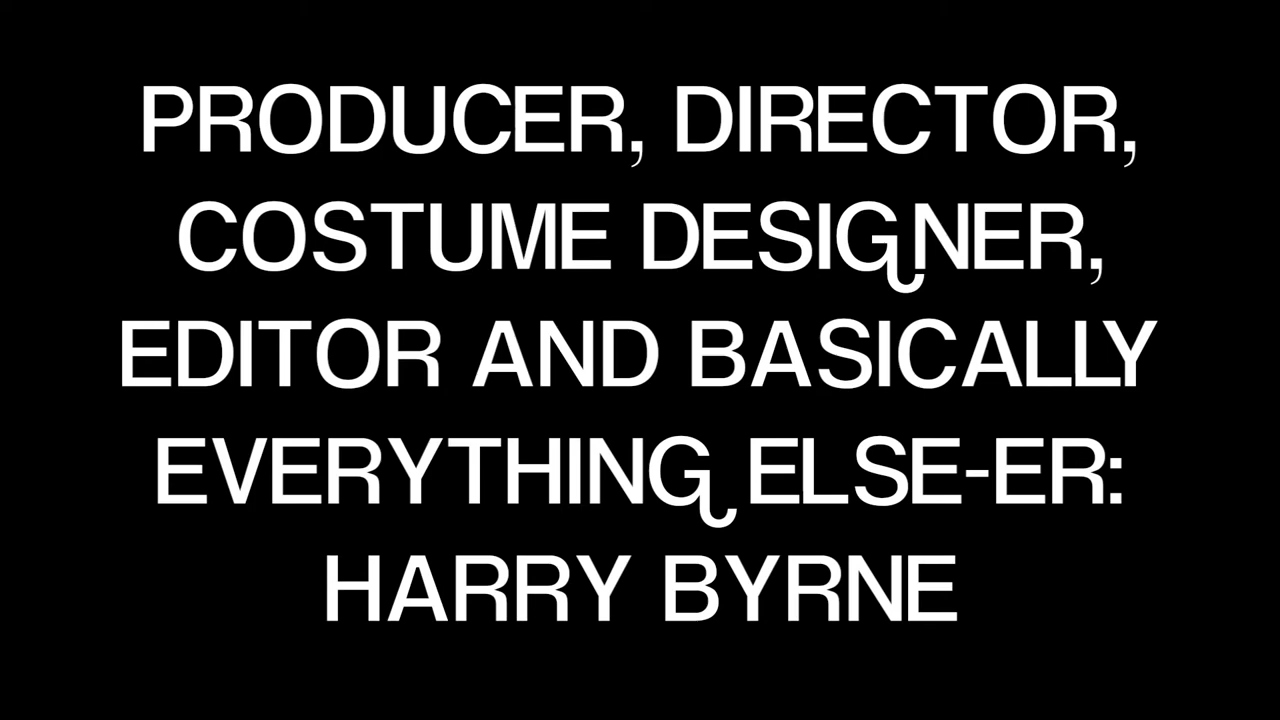 PRODUCER, DIRECTOR,
COSTUME DESIGNER,
EDITOR AND BASICALLY
EVERYTHING ELSE-ER:
HARRY BYRNE